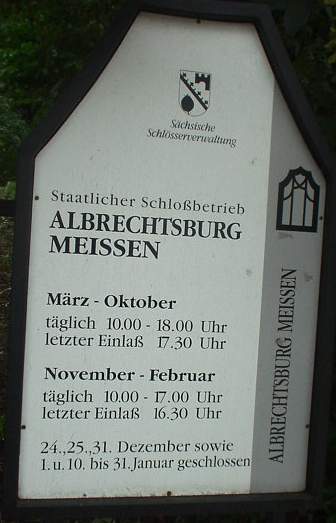 Sächsische
Schlösserverwaltung
Staatlicher Schloßbetrieb
ALBRECHTSBURG
MEISSEN
März - Oktober
täglich 10.00 - 18.00 Uhr
letzter Einlaß 17.30 Uhr
November - Februar
täglich 10.00 - 17.00 Uhr
letzter Einlaß 16.30 Uhr
24.,25.,31. Dezember sowie
1. u. 10. bis 31. Januar geschlossen
ALBRECHTSBURG MEISSEN